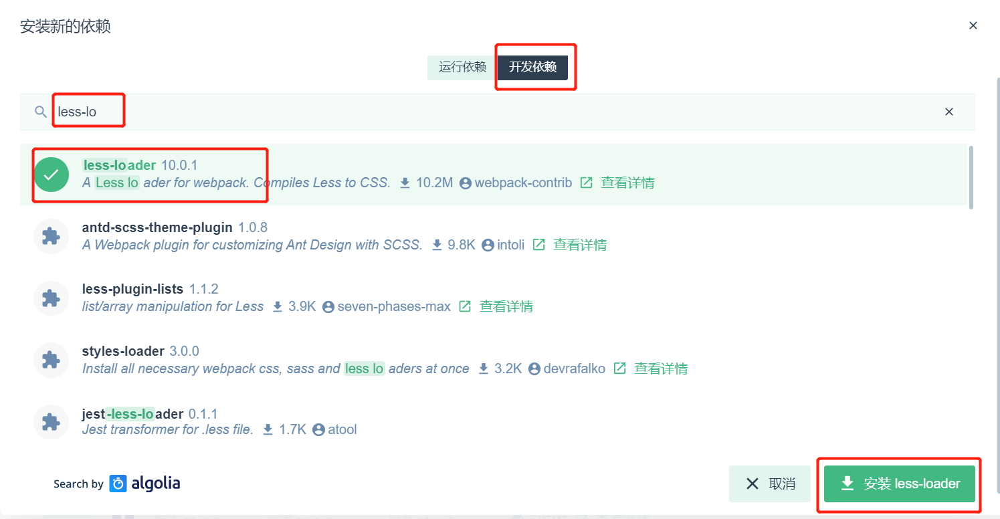 安装新的依赖
运行依赖 开发依赖
less-lo
less-loader 10.0.1
A Less lo ader for webpack. Compiles Less to CSS. 10.2M webpack-contrib 查看详情
antd-scss-theme-plugin 1.0.8
A Webpack plugin for customizing Ant Design with SCSS. 9.8K intoli 查看详情
less-plugin-lists 1.1.2
list/array manipulation for Less 3.9K seven-phases-max 查看详情
styles-loader 3.0.0
Install all necessary webpack css, sass and less lo aders at once 3.2K devrafalko 查看详情
jest-less-loader 0.1.1
Jest transformer for .less file. 1.7K atool
Search by algolia
取消 安装 less-loader